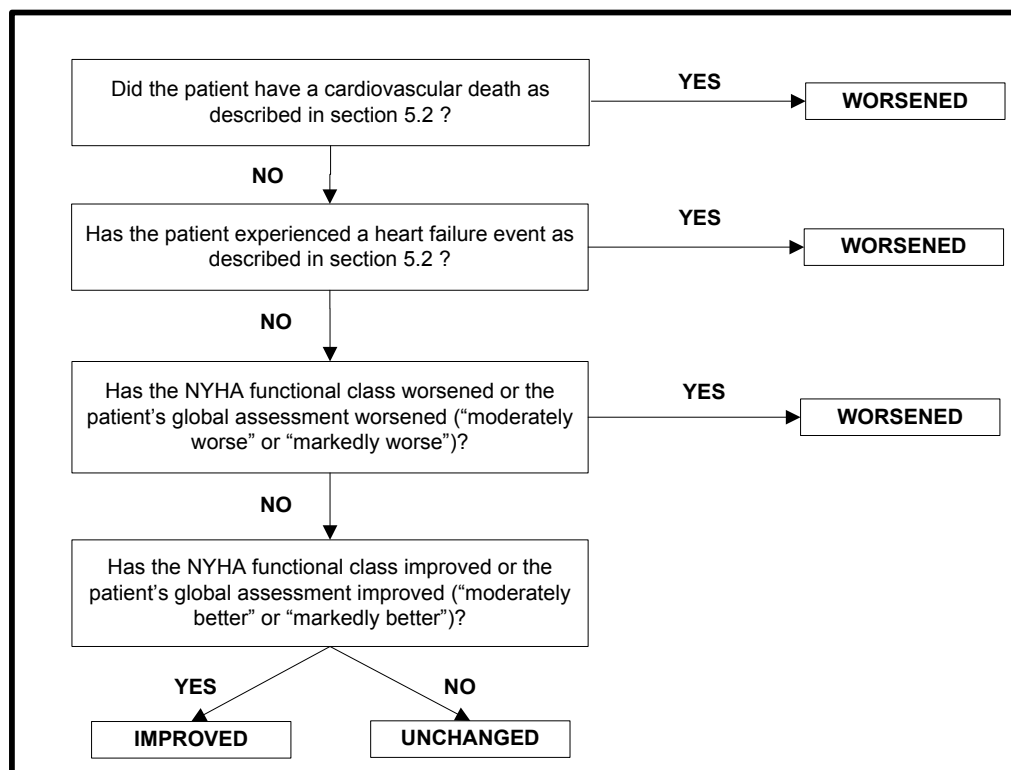 Did the patient have a cardiovascular death as
described in section 5.2 ?
YES
WORSENED
NO
Has the patient experienced a heart failure event as
described in section 5.2 ?
YES
WORSENED
NO
Has the NYHA functional class worsened or the
patient’s global assessment worsened (“moderately
worse” or “markedly worse”)?
YES
WORSENED
NO
Has the NYHA functional class improved or the
patient’s global assessment improved (“moderately
better” or “markedly better”)?
YES
NO
IMPROVED
UNCHANGED